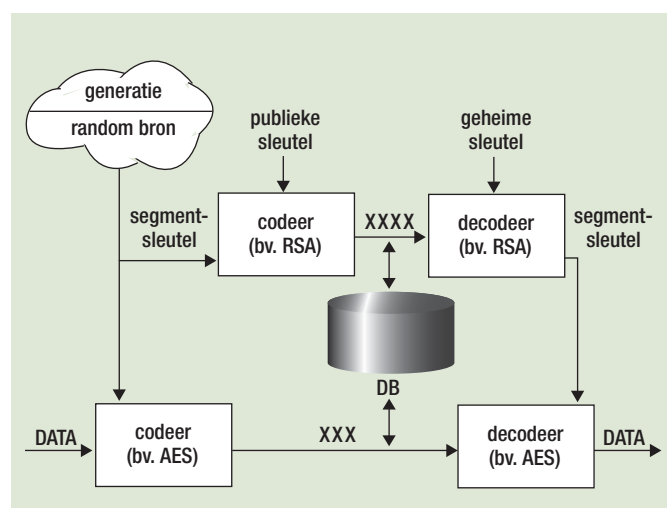 generatie
random bron
publieke
sleutel
geheime
sleutel
segment-
sleutel
codeer
(bv. RSA)
XXXX
decodeer
(bv. RSA)
segment-
sleutel
DB
DATA
codeer
(bv. AES)
XXX
decodeer
(bv. AES)
DATA